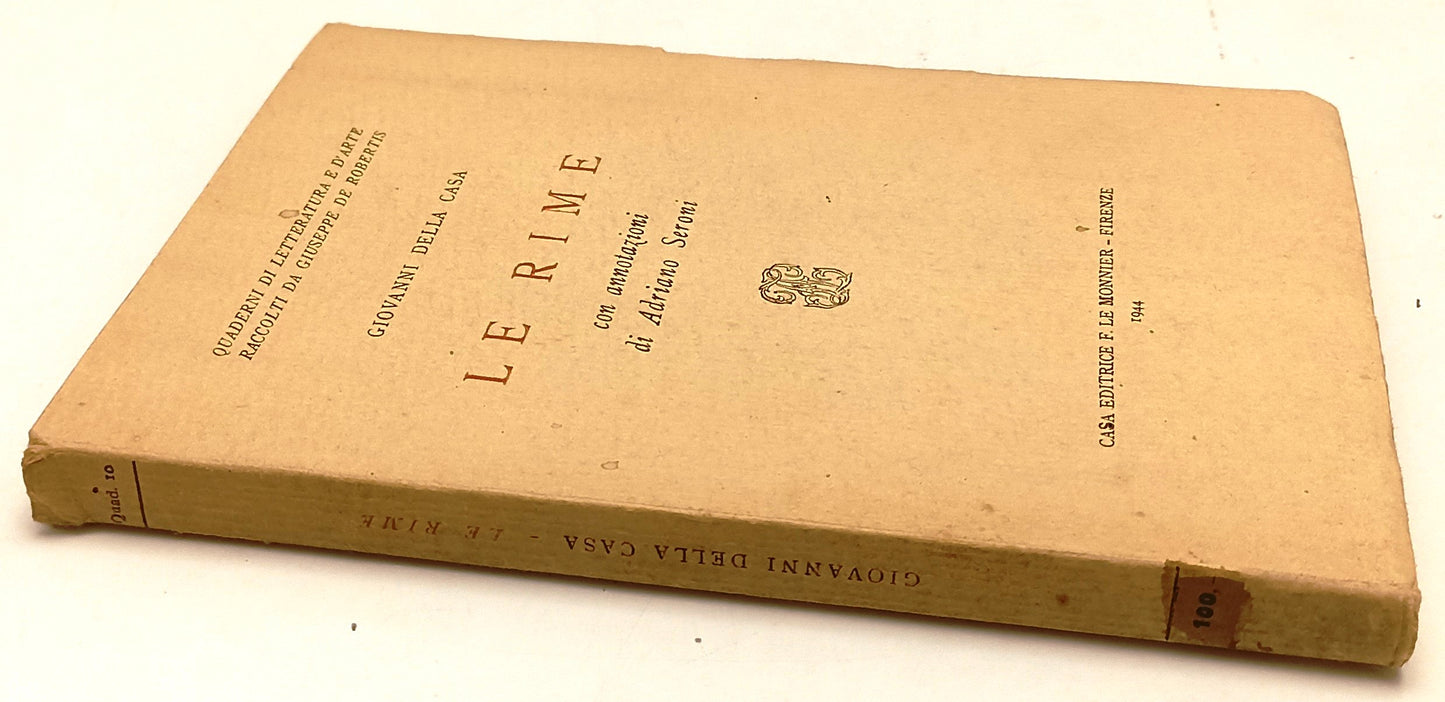 QUADERNI DI LETTERATURA E D'ARTE
RACCOLTI DA GIUSEPPE DE ROBERTIS
GIOVANNI DELLA CASA
LE RIME
con annotazioni
di Adriano Seroni
CASA EDITRICE F. LE MONNIER - FIRENZE
1944
Quad. 10
GIOVANNI DELLA CASA - LE RIME
100,-